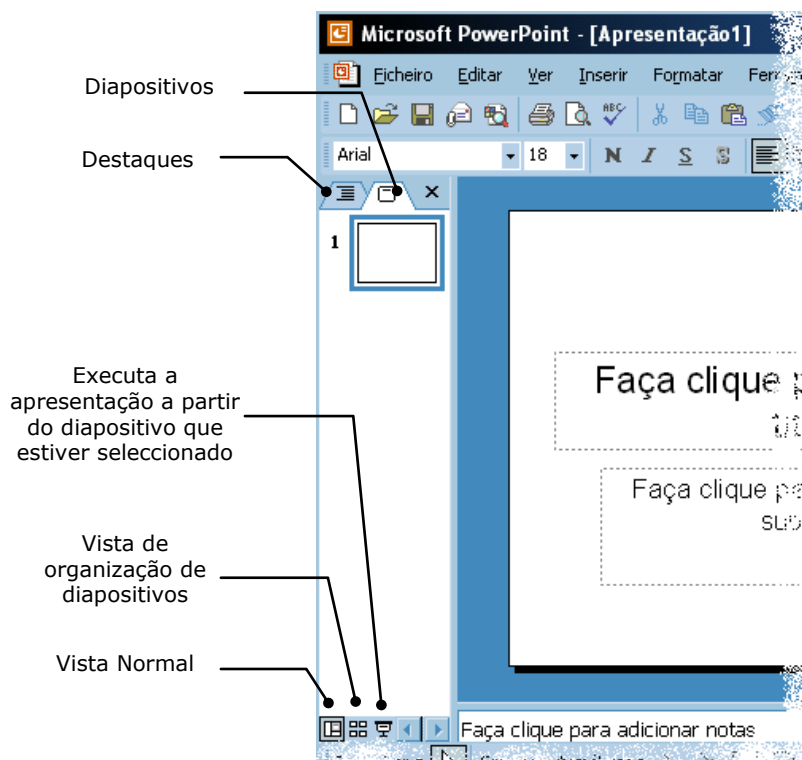 Microsoft PowerPoint - [Apresentação1]
Ficheiro Editar Ver Inserir Formatar
Diapositivos
ABC
Arial 18 N I S S
Destaques
1
Executa a
apresentação a partir
do diapositivo que
estiver seleccionado
Faça clique
Faça clique
Vista de
organização de
diapositivos
Vista Normal
Faça clique para adicionar notas